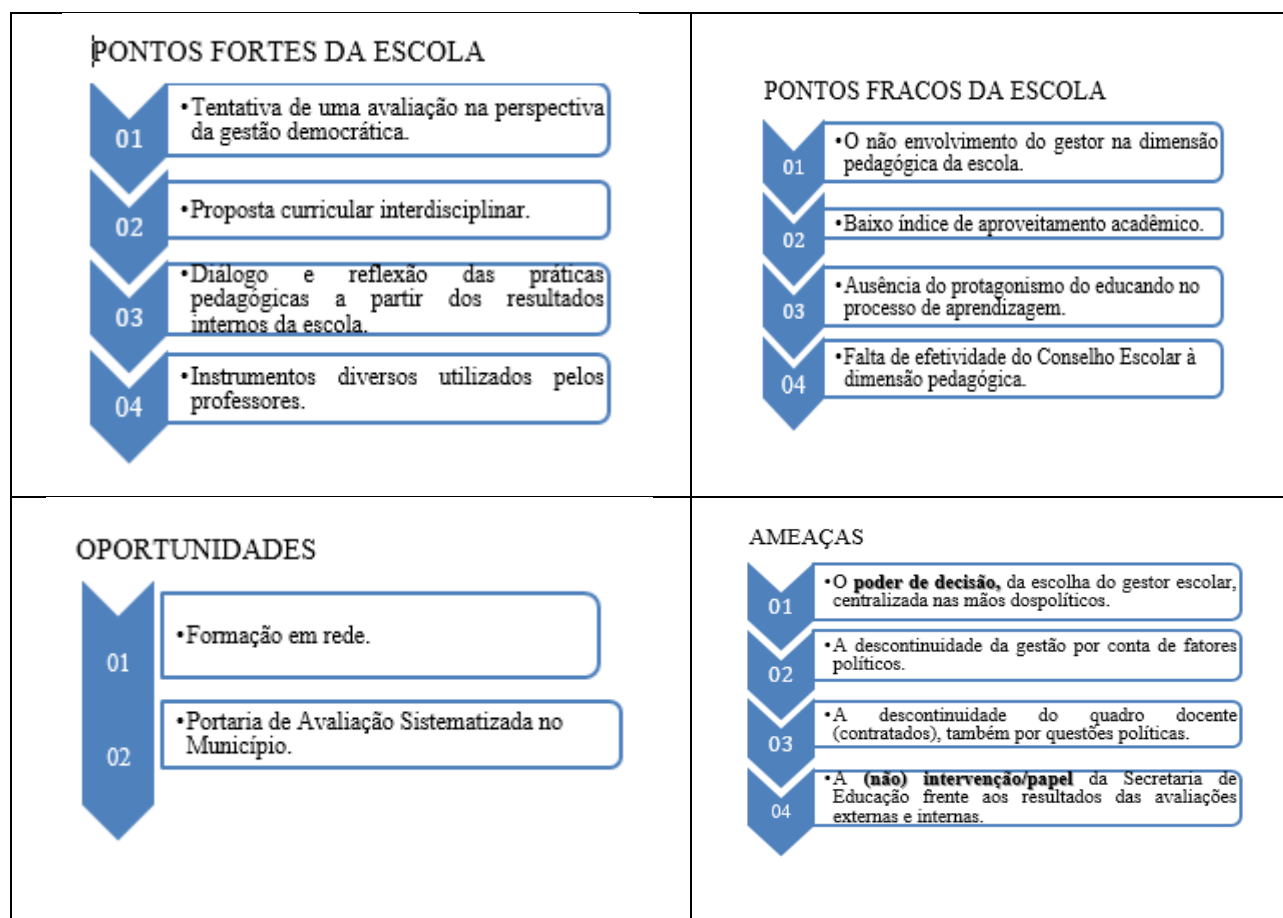 PONTOS FORTES DA ESCOLA
01
•Tentativa de uma avaliação na perspectiva
da gestão democrática.
02
•Proposta curricular interdisciplinar.
03
•Diálogo e reflexão das práticas
pedagógicas a partir dos resultados
internos da escola.
04
•Instrumentos diversos utilizados pelos
professores.
PONTOS FRACOS DA ESCOLA
01
•O não envolvimento do gestor na dimensão
pedagógica da escola.
02
•Baixo índice de aproveitamento acadêmico.
03
•Ausência do protagonismo do educando no
processo de aprendizagem.
04
•Falta de efetividade do Conselho Escolar à
dimensão pedagógica.
OPORTUNIDADES
01
•Formação em rede.
02
•Portaria de Avaliação Sistematizada no
Município.
AMEAÇAS
01
•O poder de decisão, da escolha do gestor escolar,
centralizada nas mãos dospolíticos.
02
•A descontinuidade da gestão por conta de fatores
políticos.
03
•A descontinuidade do quadro docente
(contratados), também por questões políticas.
04
•A (não) intervenção/papel da Secretaria de
Educação frente aos resultados das avaliações
externas e internas.